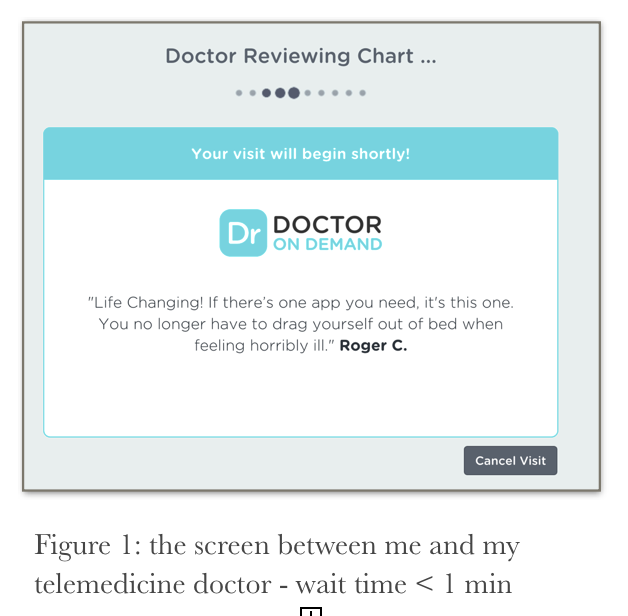 Doctor Reviewing Chart ...
Your visit will begin shortly!
Dr DOCTOR
ON DEMAND
"Life Changing! If there's one app you need, it's this one.
You no longer have to drag yourself out of bed when
feeling horribly ill." Roger C.
Cancel Visit
Figure 1: the screen between me and my
telemedicine doctor - wait time < 1 min